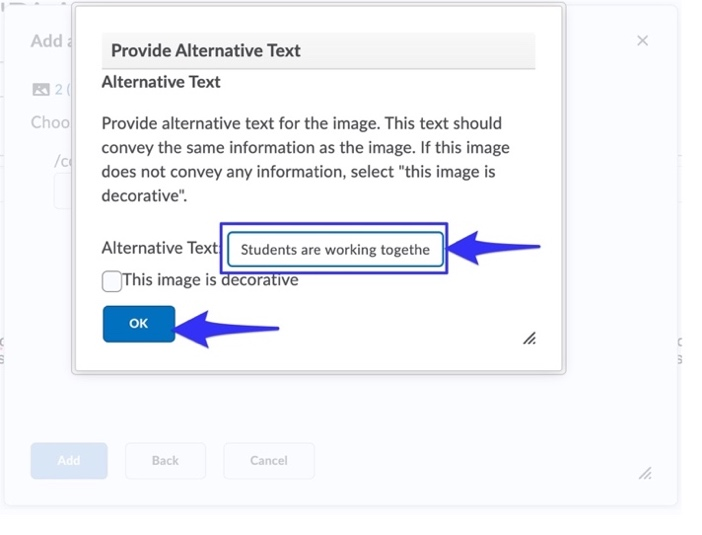 Add
Provide Alternative Text
Alternative Text
2 (
Provide alternative text for the image. This text should
convey the same information as the image. If this image
does not convey any information, select "this image is
decorative".
Choo
Alternative Text:
Students are working togethe
This image is decorative
OK
Add
Back
Cancel